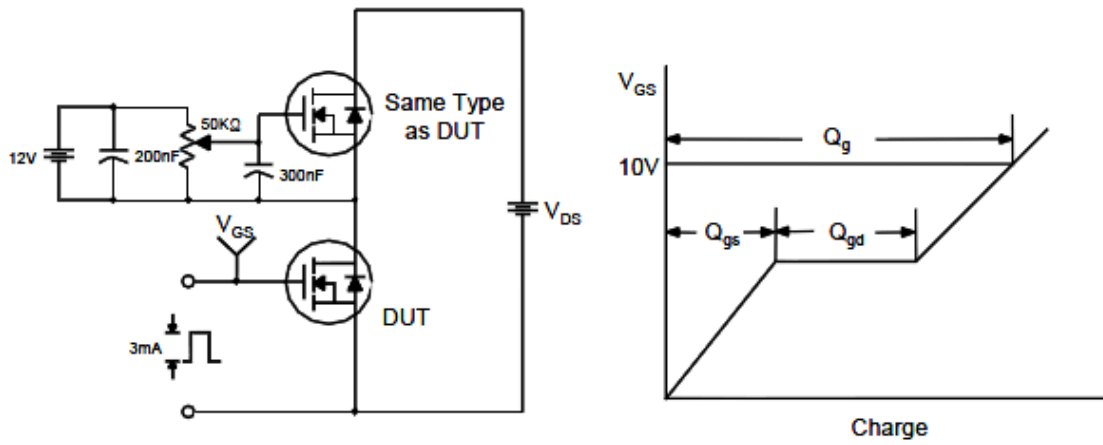 Same Type
as DUT
50KΩ
12V
200nF
300nF
VGS
VDS
DUT
3mA
VGS
Qg
10V
Qgs
Qgd
Charge